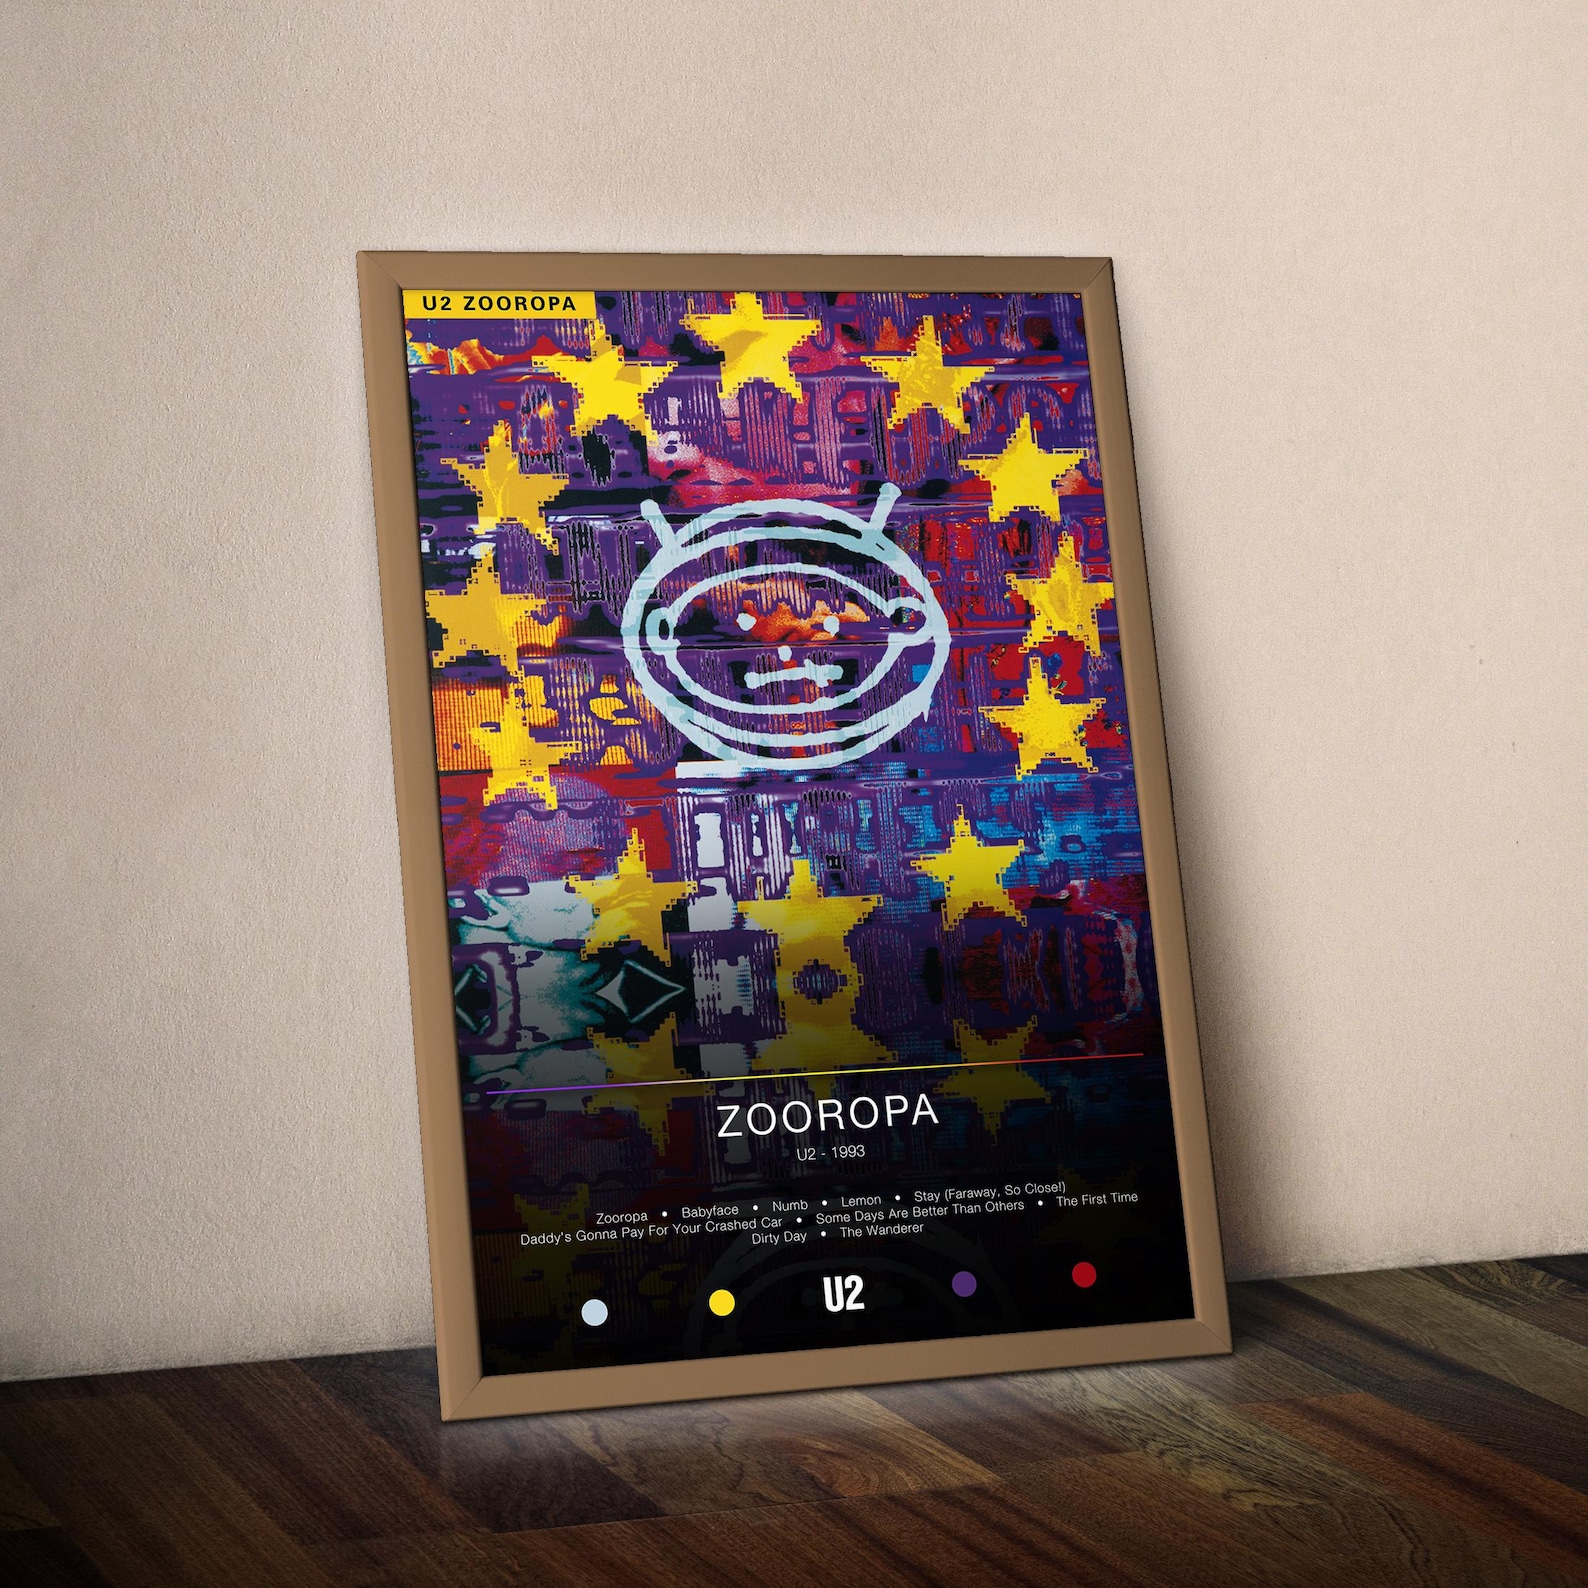 U2 ZOOROPA
ZOOROPA
U2 - 1993
Zooropa • Babyface • Numb • Lemon • Stay (Faraway, So Close!)
Daddy's Gonna Pay For Your Crashed Car • Some Days Are Better Than Others • The First Time
Dirty Day • The Wanderer
U2